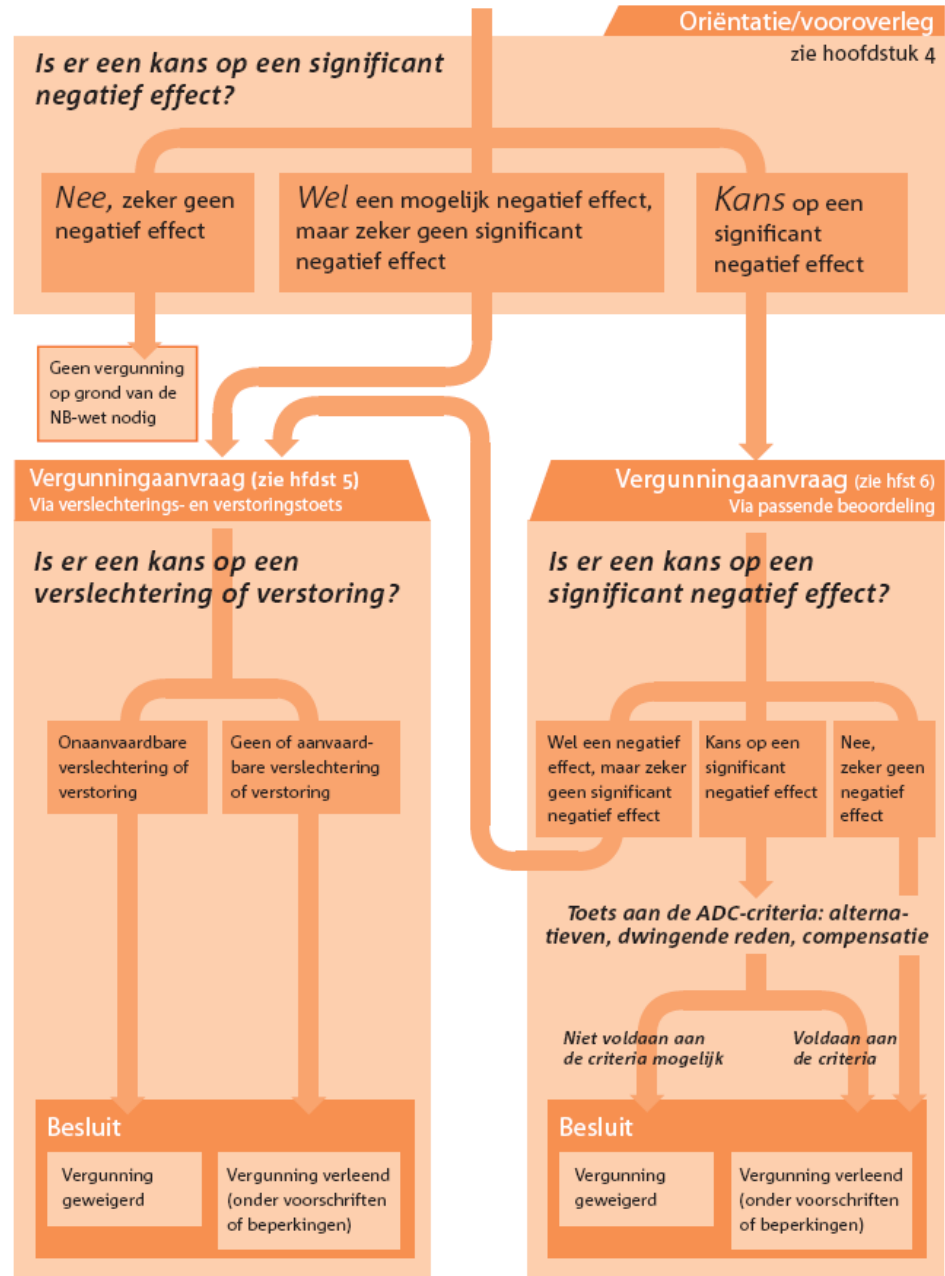 Oriëntatie/vooroverleg
zie hoofdstuk 4
Is er een kans op een significant
negatief effect?
Nee, zeker geen
negatief effect
Wel een mogelijk negatief effect,
maar zeker geen significant
negatief effect
Kans op een
significant
negatief effect
Geen vergunning
op grond van de
NB-wet nodig
Vergunningaanvraag (zie hfdst 5)
Via verslechterings- en verstoringstoets
Is er een kans op een
verslechtering of verstoring?
Onaanvaardbare
verslechtering of
verstoring
Geen of aanvaard-
bare verslechtering
of verstoring
Besluit
Vergunning
geweigerd
Vergunning verleend
(onder voorschriften
of beperkingen)
Vergunningaanvraag (zie hfst 6)
Via passende beoordeling
Is er een kans op een
significant negatief effect?
Wel een negatief
effect, maar zeker
geen significant
negatief effect
Kans op een
significant
negatief effect
Nee,
zeker geen
negatief
effect
Toets aan de ADC-criteria: alterna-
tieven, dwingende reden, compensatie
Niet voldaan aan
de criteria mogelijk
Voldaan aan
de criteria
Besluit
Vergunning
geweigerd
Vergunning verleend
(onder voorschriften
of beperkingen)